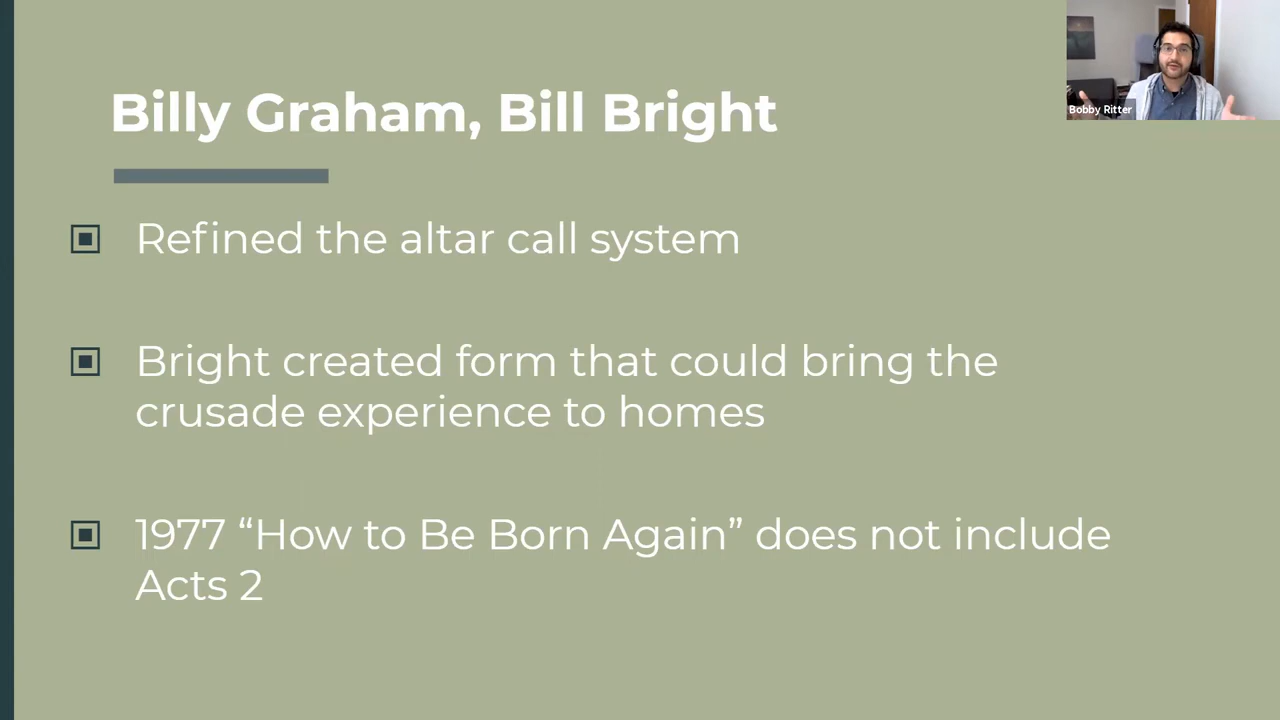 Billy Graham, Bill Bright
Bobby Ritter
Refined the altar call system
Bright created form that could bring the
crusade experience to homes
1977 “How to Be Born Again” does not include
Acts 2